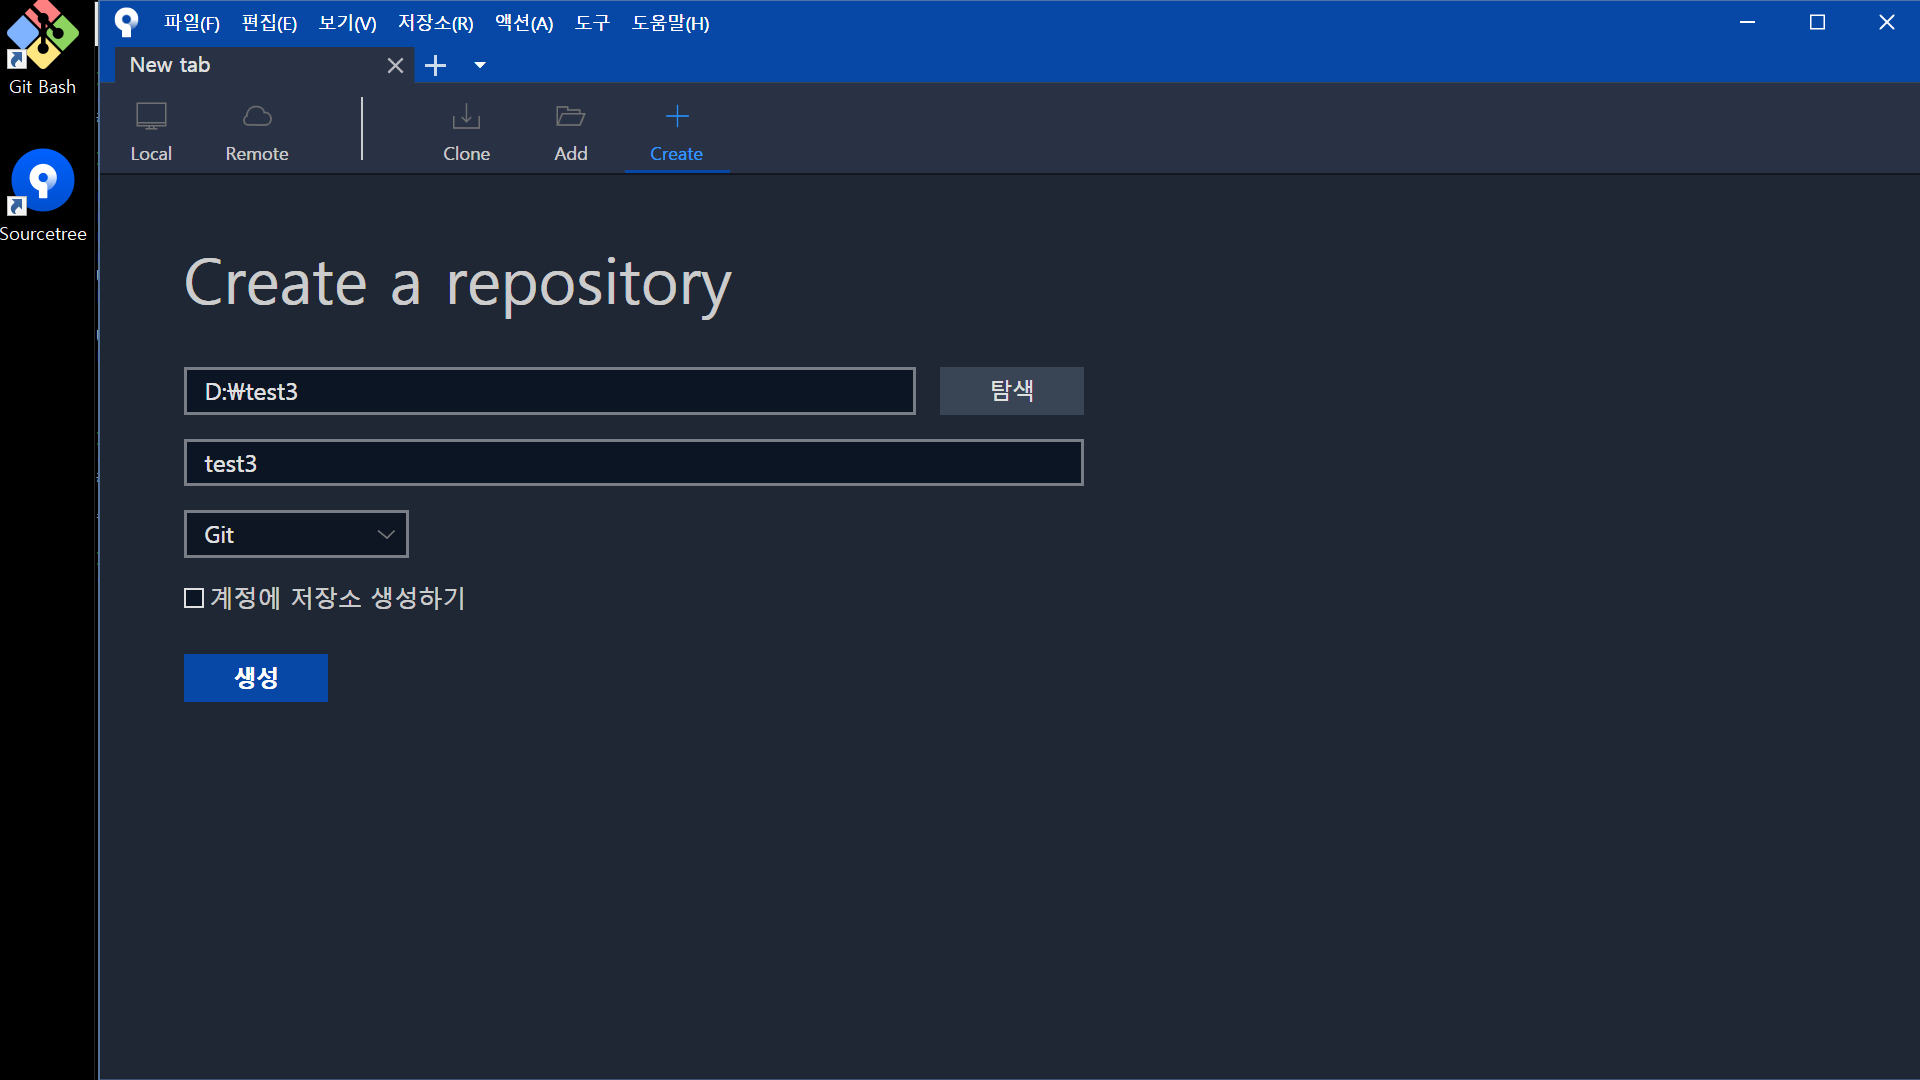 Git Bash
Sourcetree
파일(F) 편집(E) 보기(V) 저장소(R) 액션(A) 도구 도움말(H)
New tab
Local Remote Clone Add Create
Create a repository
D:₩test3 탐색
test3
Git
계정에 저장소 생성하기
생성